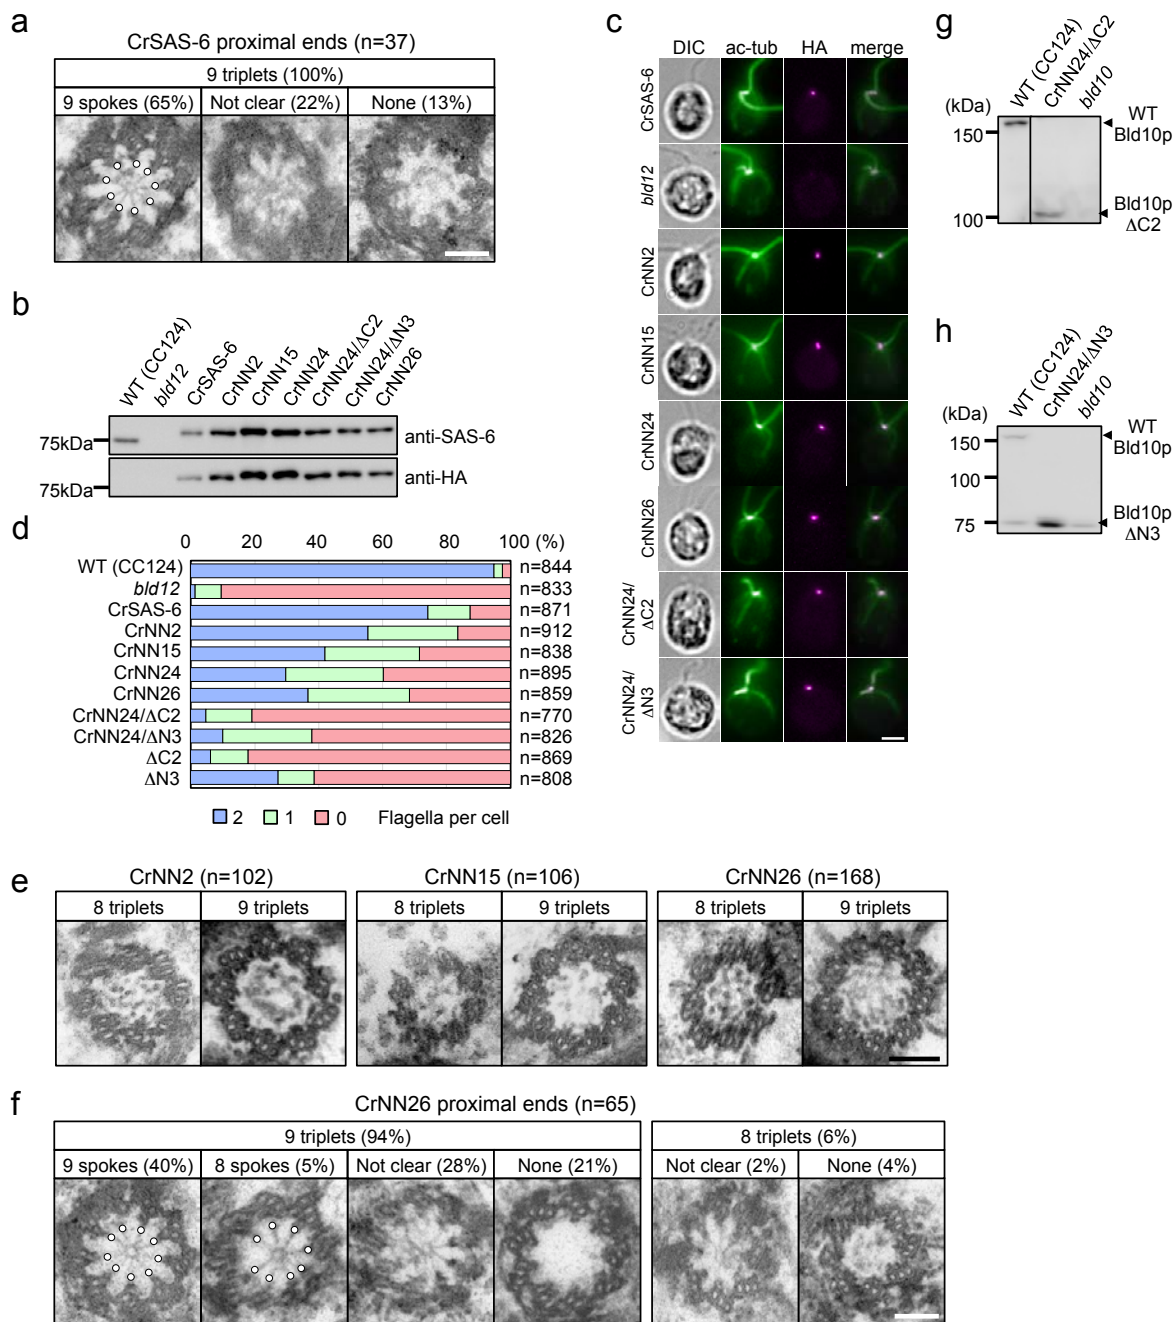 a
CrSAS-6 proximal ends (n=37)
9 triplets (100%)
9 spokes (65%) Not clear (22%) None (13%)
b
WT (CC124) bld12 CrSAS-6 CrNN2 CrNN15 CrNN24 CrNN24/ΔC2 CrNN24/ΔN3 CrNN26
75kDa anti-SAS-6
75kDa anti-HA
c
DIC ac-tub HA merge
CrSAS-6
bld12
CrNN2
CrNN15
CrNN24
CrNN26
CrNN24/
ΔC2
CrNN24/
ΔN3
d
0 20 40 60 80 100 (%)
WT (CC124) n=844
bld12 n=833
CrSAS-6 n=871
CrNN2 n=912
CrNN15 n=838
CrNN24 n=895
CrNN26 n=859
CrNN24/ΔC2 n=770
CrNN24/ΔN3 n=826
ΔC2 n=869
ΔN3 n=808
2 1 0 Flagella per cell
e
CrNN2 (n=102) CrNN15 (n=106) CrNN26 (n=168)
8 triplets 9 triplets 8 triplets 9 triplets 8 triplets 9 triplets
f
CrNN26 proximal ends (n=65)
9 triplets (94%) 8 triplets (6%)
9 spokes (40%) 8 spokes (5%) Not clear (28%) None (21%) Not clear (2%) None (4%)
g
WT (CC124) CrNN24/ΔC2 bld10
(kDa)
150
100
WT
Bld10p
Bld10p
ΔC2
h
WT (CC124) CrNN24/ΔN3 bld10
(kDa)
150
100
75
WT
Bld10p
Bld10p
ΔN3